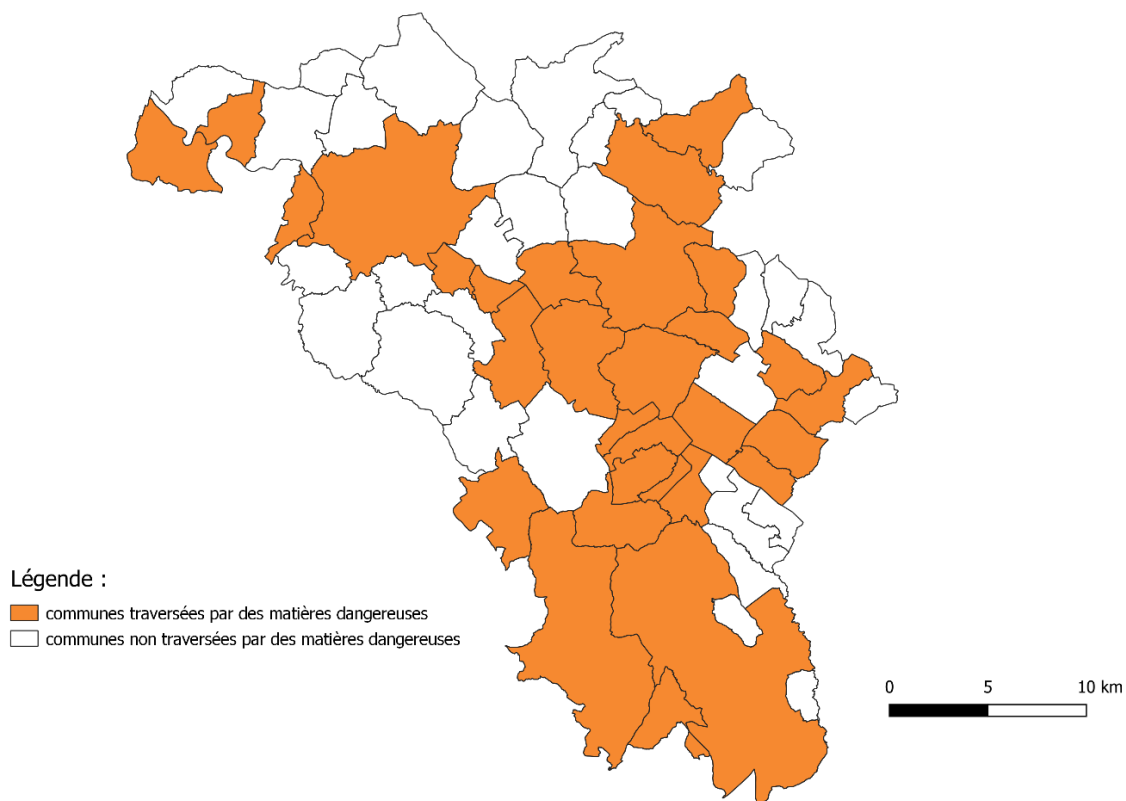 Légende :
communes traversées par des matières dangereuses
communes non traversées par des matières dangereuses
0 5 10 km